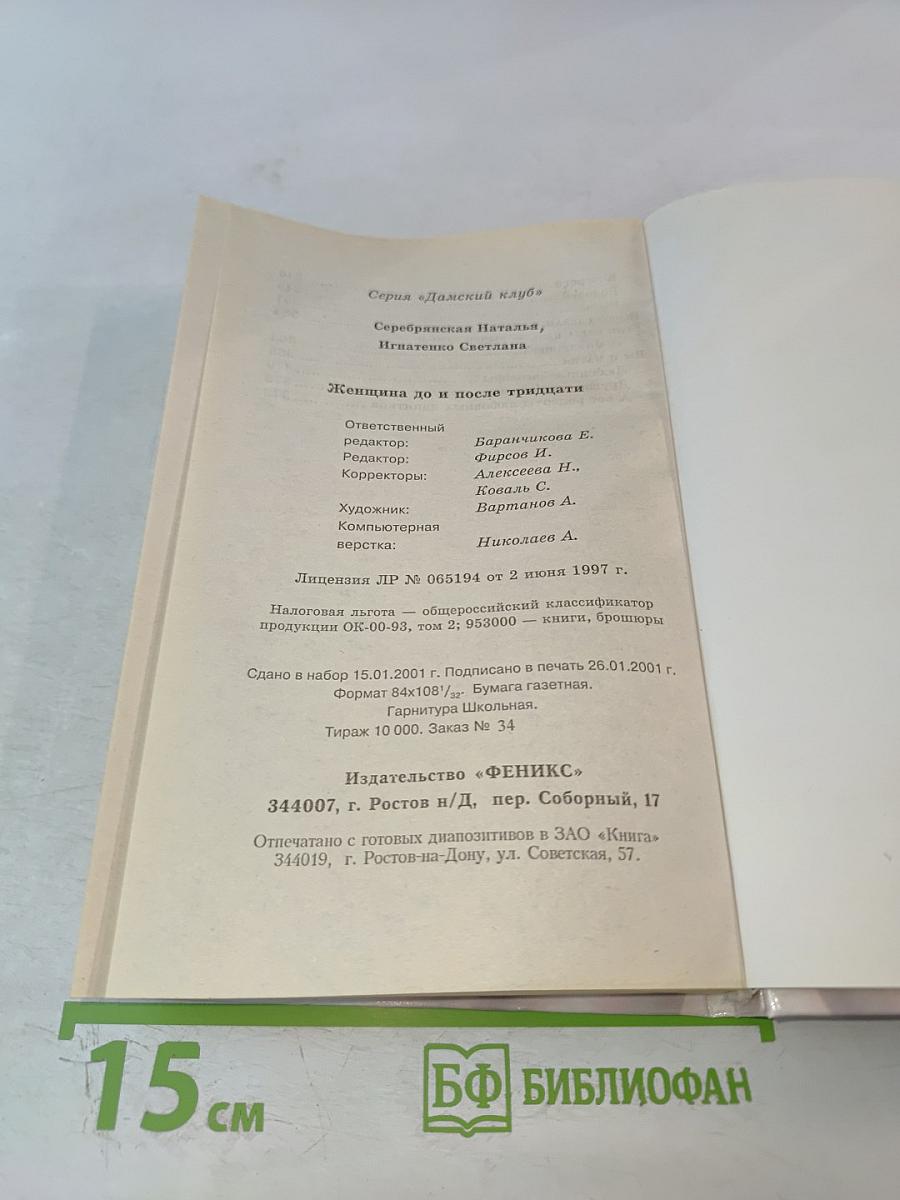 Серия «Дамский клуб»
Серебрянская Наталья,
Игнатенко Светлана
Женщина до и после тридцати
Ответственный
редактор: Баранчикова Е.
Редактор: Фирсов И.
Корректоры: Алексеева Н.,
Коваль С.
Художник: Вартанов А.
Компьютерная
верстка: Николаев А.
Лицензия ЛР № 065194 от 2 июня 1997 г.
Налоговая льгота — общероссийский классификатор
продукции ОК-00-93, том 2; 953000 — книги, брошюры
Сдано в набор 15.01.2001 г. Подписано в печать 26.01.2001 г.
Формат 84х108¹/₃₂. Бумага газетная.
Гарнитура Школьная.
Тираж 10 000. Заказ № 34
Издательство «ФЕНИКС»
344007, г. Ростов н/Д, пер. Соборный, 17
Отпечатано с готовых диапозитивов в ЗАО «Книга»
344019, г. Ростов-на-Дону, ул. Советская, 57.
15 см
БФ БИБЛИОФАН